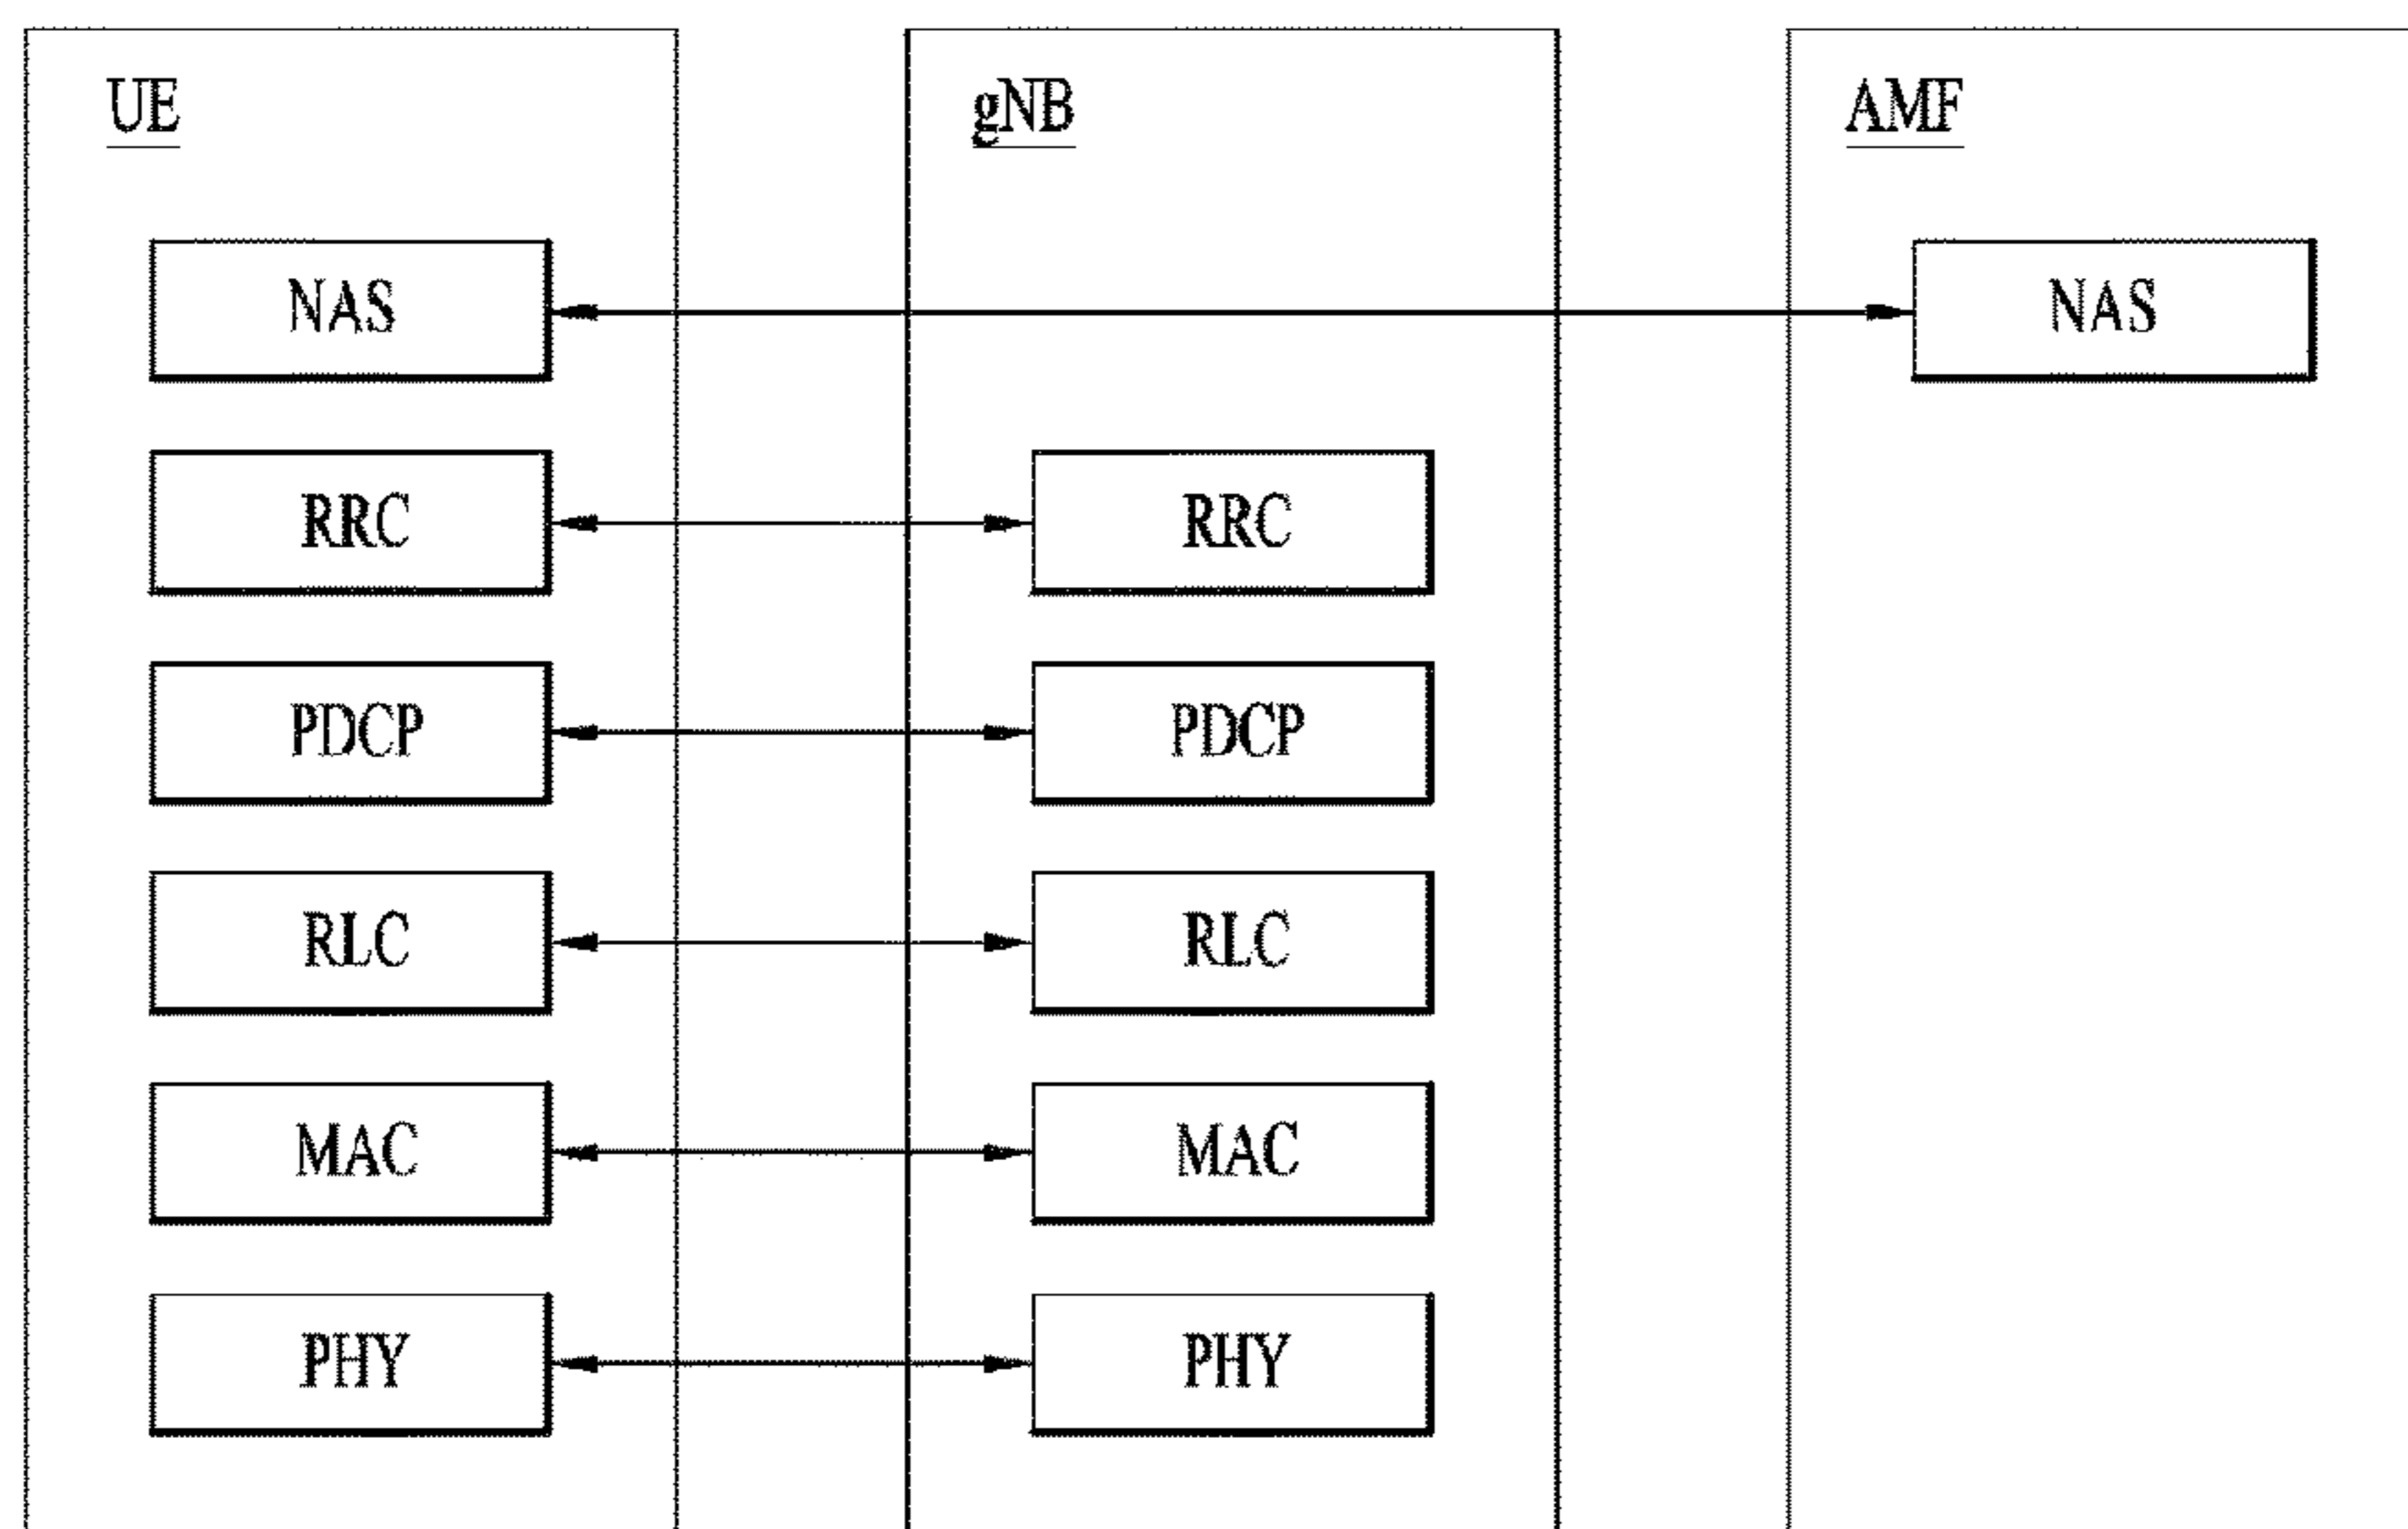 UE gNB AMF
NAS NAS
RRC RRC
PDCP PDCP
RLC RLC
MAC MAC
PHY PHY